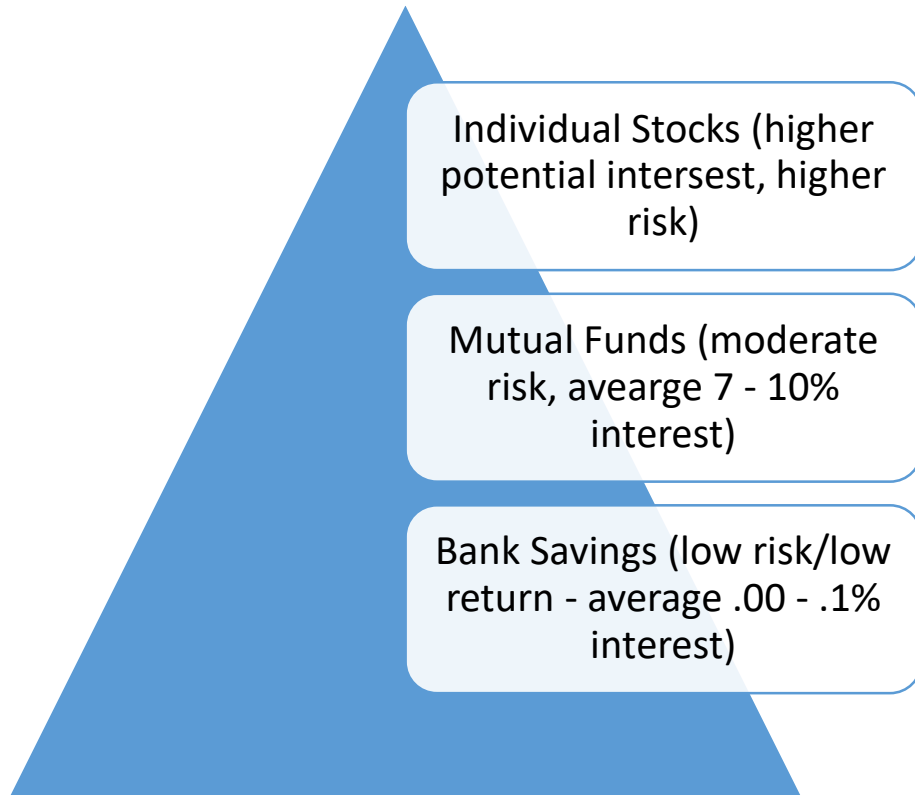 Individual Stocks (higher
potential intersest, higher
risk)
Mutual Funds (moderate
risk, avearge 7 - 10%
interest)
Bank Savings (low risk/low
return - average .00 - .1%
interest)